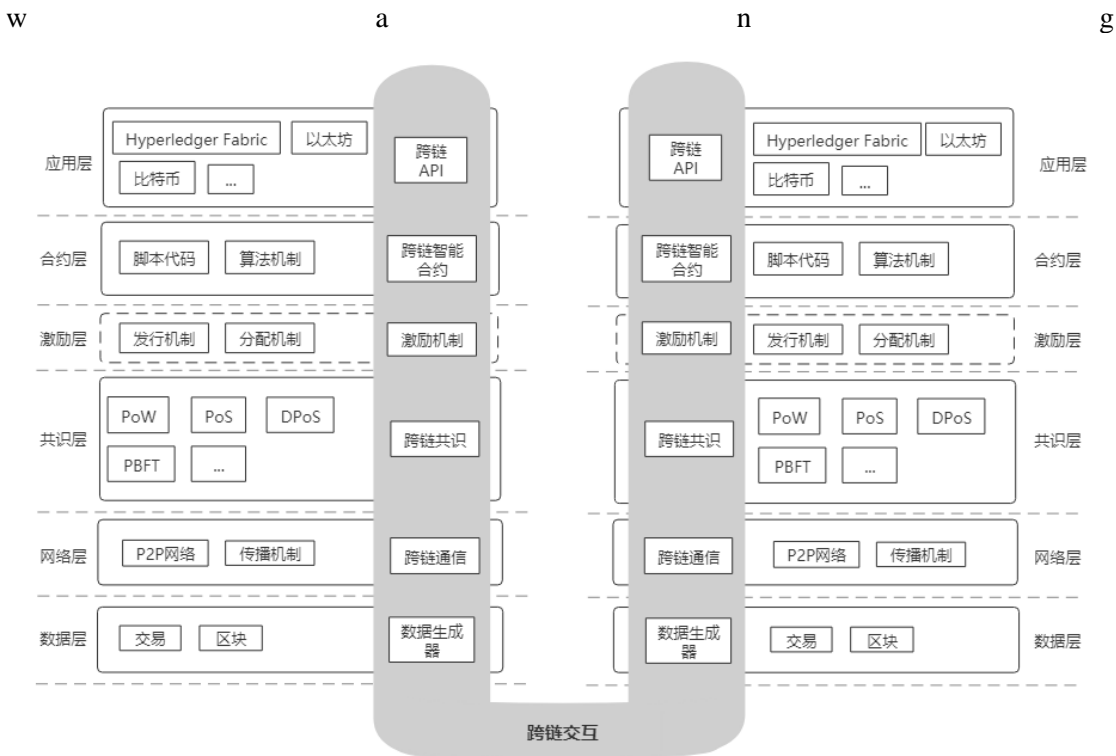 w a n g
应用层 Hyperledger Fabric 以太坊 跨链 跨链 Hyperledger Fabric 以太坊 应用层
比特币 ... API API 比特币 ...
合约层 脚本代码 算法机制 跨链智能 跨链智能 脚本代码 算法机制 合约层
合约 合约
激励层 发行机制 分配机制 激励机制 激励机制 发行机制 分配机制 激励层
PoW PoS DPoS PoW PoS DPoS
共识层 跨链共识 跨链共识 共识层
PBFT ... PBFT ...
网络层 P2P网络 传播机制 跨链通信 跨链通信 P2P网络 传播机制 网络层
数据层 交易 区块 数据生成 数据生成 交易 区块 数据层
器 器
跨链交互